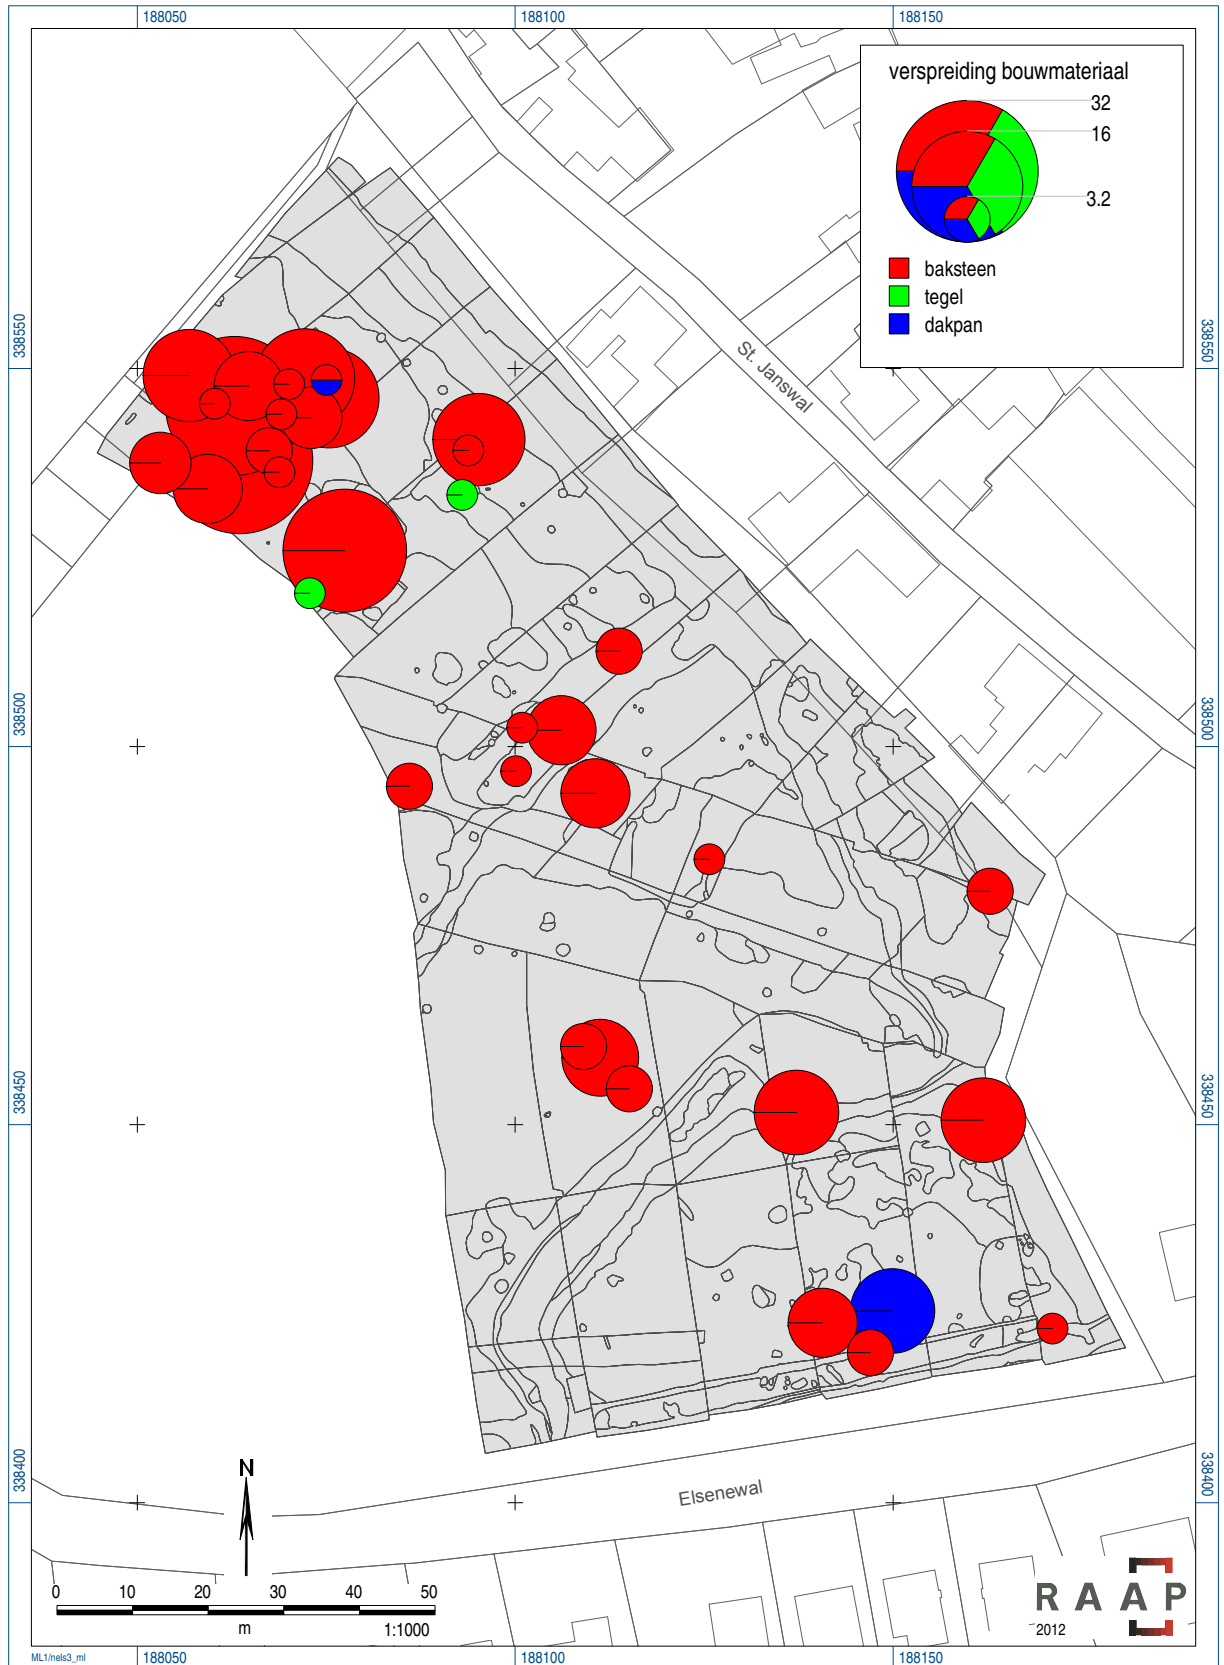 188050 188100 188150
verspreiding bouwmateriaal
32
16
3.2
baksteen
tegel
dakpan
338550 338550
St. Janswal
338500 338500
338450 338450
338400 338400
Elsenewal
N
0 10 20 30 40 50
m 1:1000
RAAP
2012
ML1/nels3_ml
188050 188100 188150